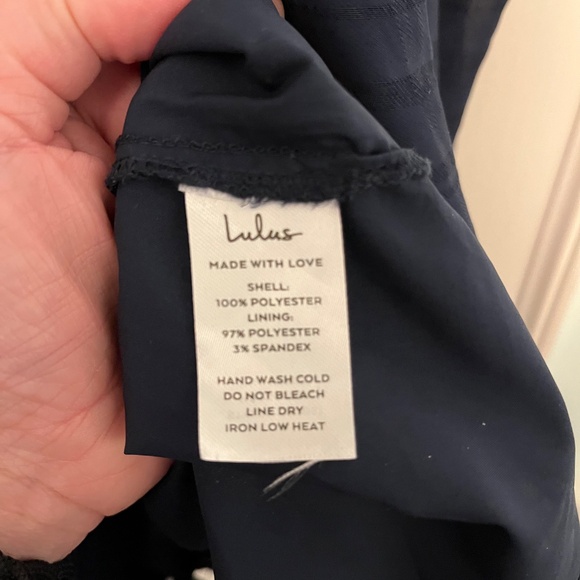 Lulus
MADE WITH LOVE
SHELL:
100% POLYESTER
LINING:
97% POLYESTER
3% SPANDEX
HAND WASH COLD
DO NOT BLEACH
LINE DRY
IRON LOW HEAT